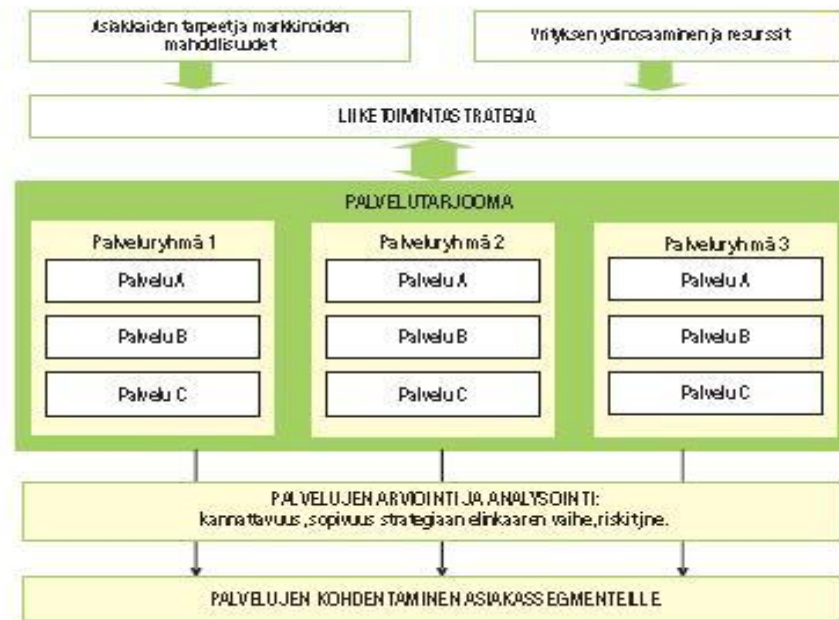 Asiakkaiden tarpeet ja markkinoiden
mahdollisuudet
Yrityksen ydinosaaminen ja resurssit
LIIKETOIMINTASTRATEGIA
PALVELUTARJOOMA
Palveluryhmä 1
Palvelu A
Palvelu B
Palvelu C
Palveluryhmä 2
Palvelu A
Palvelu B
Palvelu C
Palveluryhmä 3
Palvelu A
Palvelu B
Palvelu C
PALVELUJEN ARVIOINTI JA ANALYSOINTI:
kannattavuus, sopivuus strategiaan elinkaaren vaihe, riskit jne.
PALVELUJEN KOHDENTAMINEN ASIAKASSEGMENTEILLE